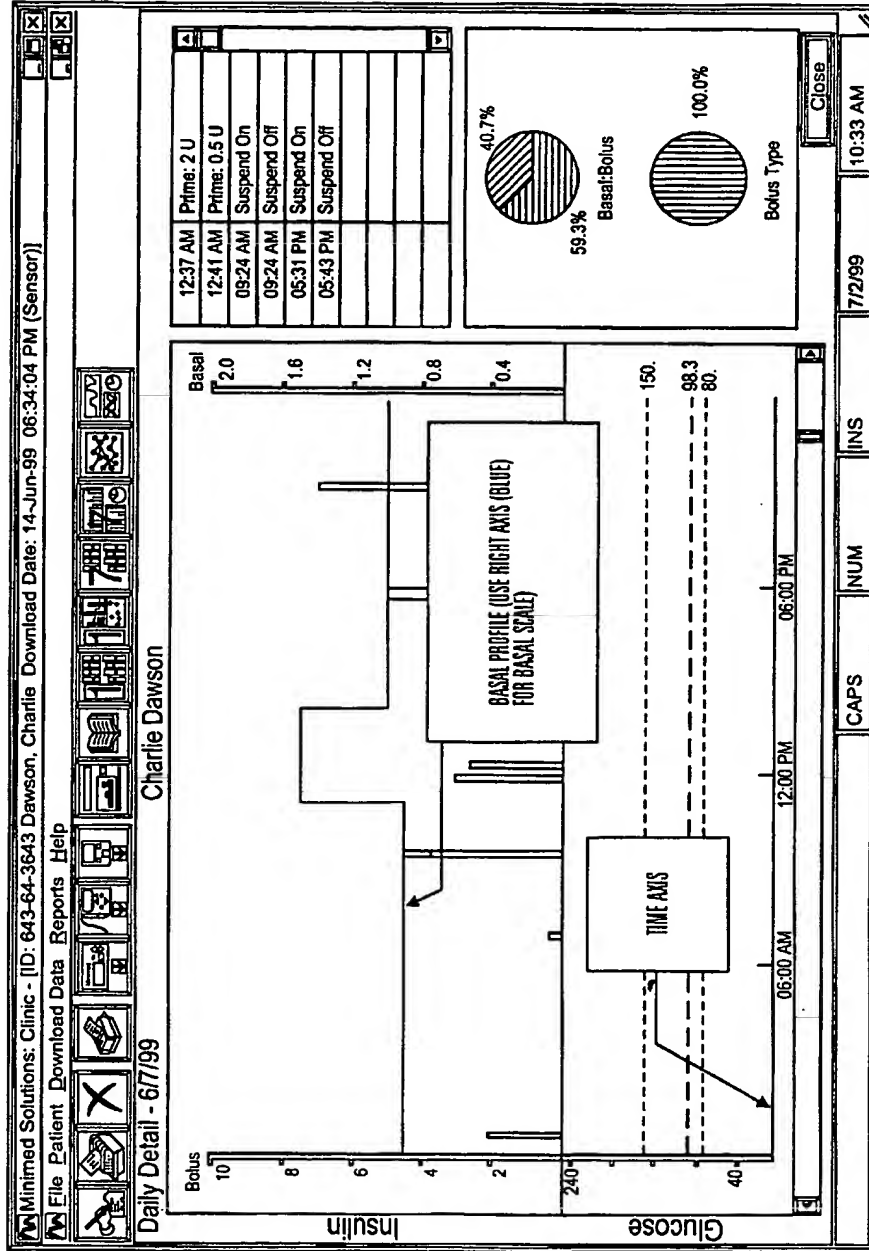 Minimed Solutions: Clinic - [ID: 643-64-3643 Dawson, Charlie Download Date: 14-Jun-99 06:34:04 PM (Sensor)]
File Patient Download Data Reports Help
Daily Detail - 6/7/99
Charlie Dawson
Bolus
Basal
10
8
6
4
2
Insulin
2.0
1.6
1.2
0.8
0.4
BASAL PROFILE (USE RIGHT AXIS (BLUE)
FOR BASAL SCALE)
TIME AXIS
240
40
Glucose
150.
98.3
80.
06:00 AM
12:00 PM
06:00 PM
12:37 AM Prime: 2 U
12:41 AM Prime: 0.5 U
09:24 AM Suspend On
09:24 AM Suspend Off
05:31 PM Suspend On
05:43 PM Suspend Off
40.7%
59.3%
Basal:Bolus
100.0%
Bolus Type
Close
CAPS
NUM
INS
7/2/99
10:33 AM